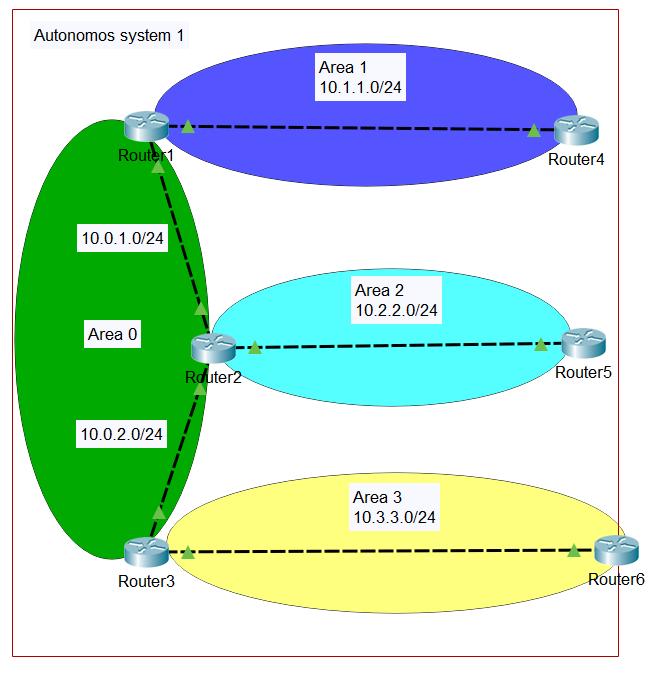 Autonomos system 1
Area 1
10.1.1.0/24
Router1
Router4
10.0.1.0/24
Area 2
10.2.2.0/24
Area 0
Router2
Router5
10.0.2.0/24
Area 3
10.3.3.0/24
Router3
Router6